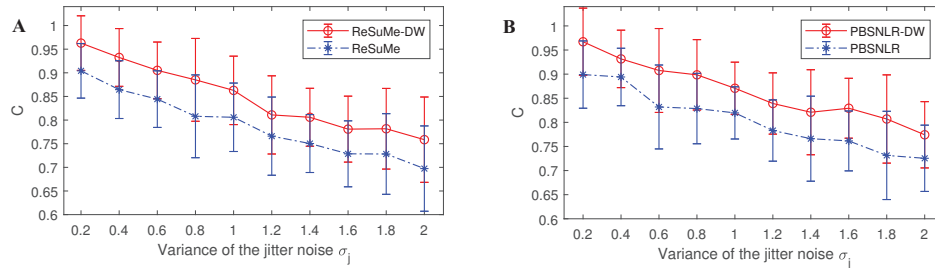 A
C
1
0.95
0.9
0.85
0.8
0.75
0.7
0.65
0.6
ReSuMe-DW
ReSuMe
0.2 0.4 0.6 0.8 1 1.2 1.4 1.6 1.8 2
Variance of the jitter noise σj
B
C
1
0.95
0.9
0.85
0.8
0.75
0.7
0.65
0.6
PBSNLR-DW
PBSNLR
0.2 0.4 0.6 0.8 1 1.2 1.4 1.6 1.8 2
Variance of the jitter noise σi